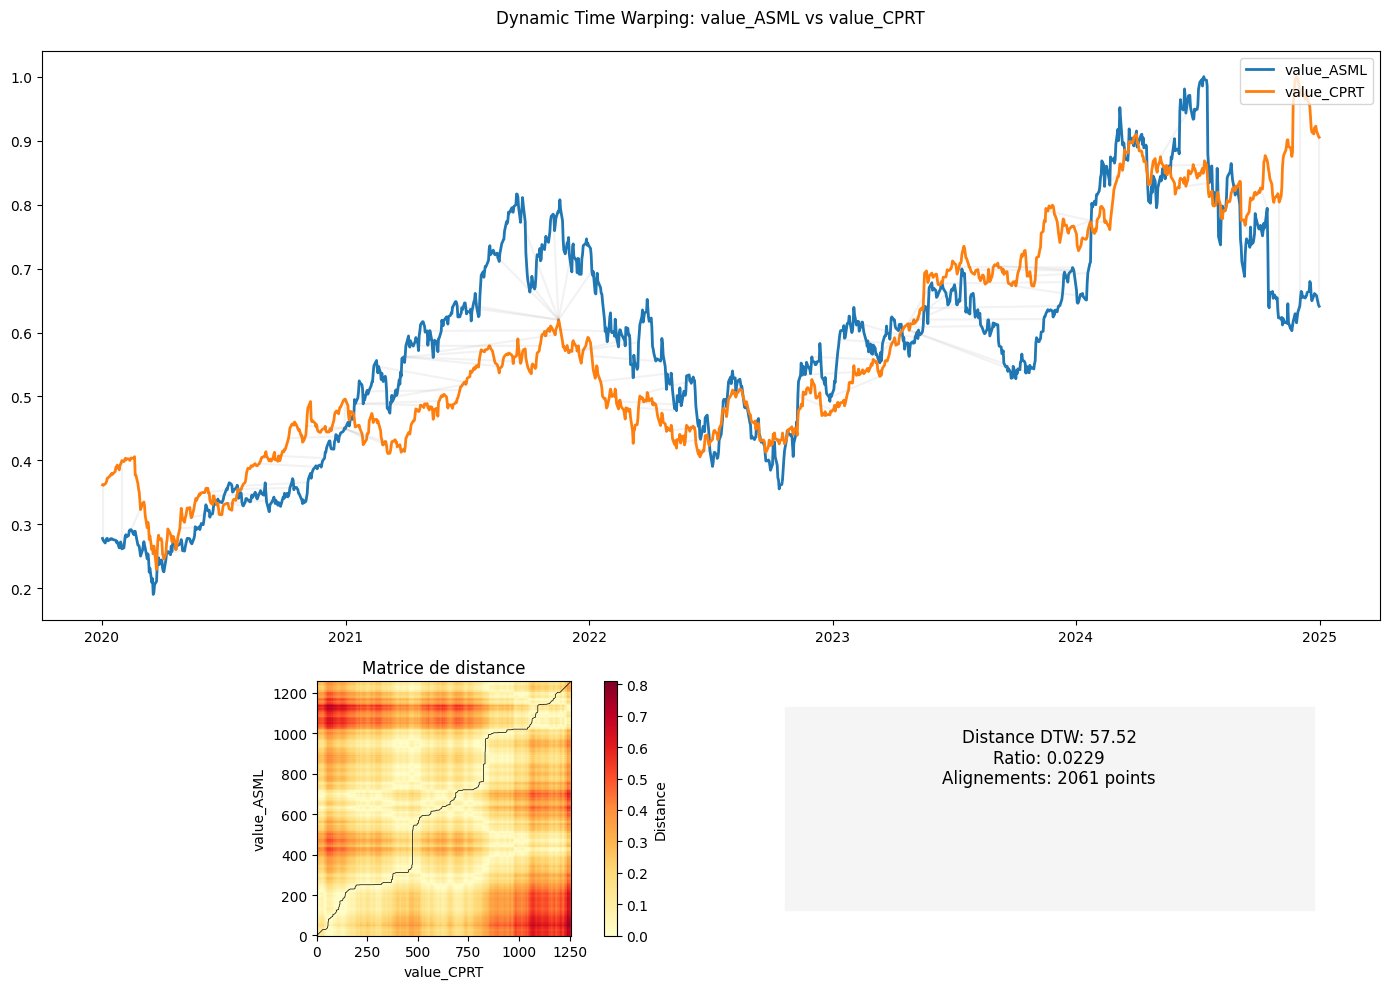 Dynamic Time Warping: value_ASML vs value_CPRT
value_ASML
value_CPRT
1.0
0.9
0.8
0.7
0.6
0.5
0.4
0.3
0.2
2020 2021 2022 2023 2024 2025
Matrice de distance
value_ASML
1200
1000
800
600
400
200
0
0 250 500 750 1000 1250
value_CPRT
0.8
0.7
0.6
0.5
0.4
0.3
0.2
0.1
0.0
Distance
Distance DTW: 57.52
Ratio: 0.0229
Alignements: 2061 points